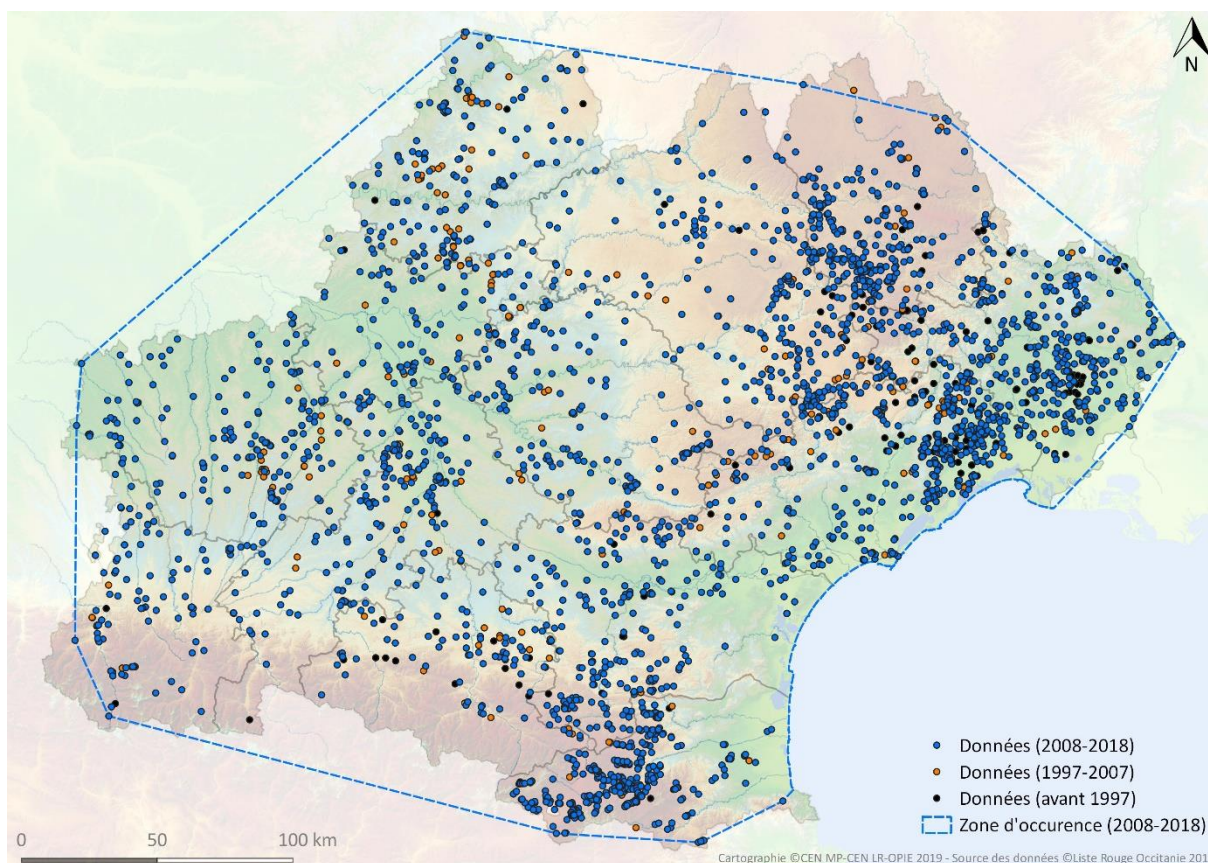 N
Données (2008-2018)
Données (1997-2007)
Données (avant 1997)
Zone d'occurence (2008-2018)
0 50 100 km
Cartographie ©CEN MP-CEN LR-OPIE 2019 - Source des données ©Liste Rouge Occitanie 201